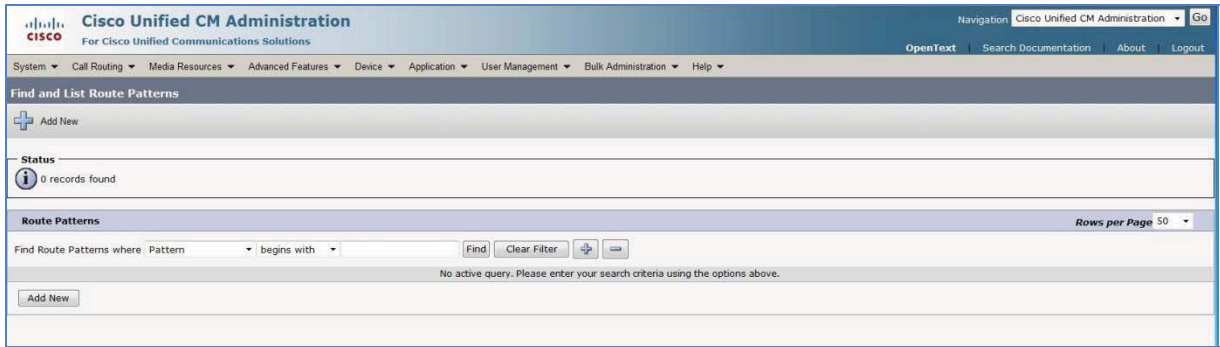 Cisco Unified CM Administration
For Cisco Unified Communications Solutions
CISCO
Navigation Cisco Unified CM Administration Go
OpenText Search Documentation About Logout
System Call Routing Media Resources Advanced Features Device Application User Management Bulk Administration Help
Find and List Route Patterns
Add New
Status
i 0 records found
Route Patterns
Rows per Page 50
Find Route Patterns where Pattern begins with Find Clear Filter
No active query. Please enter your search criteria using the options above.
Add New